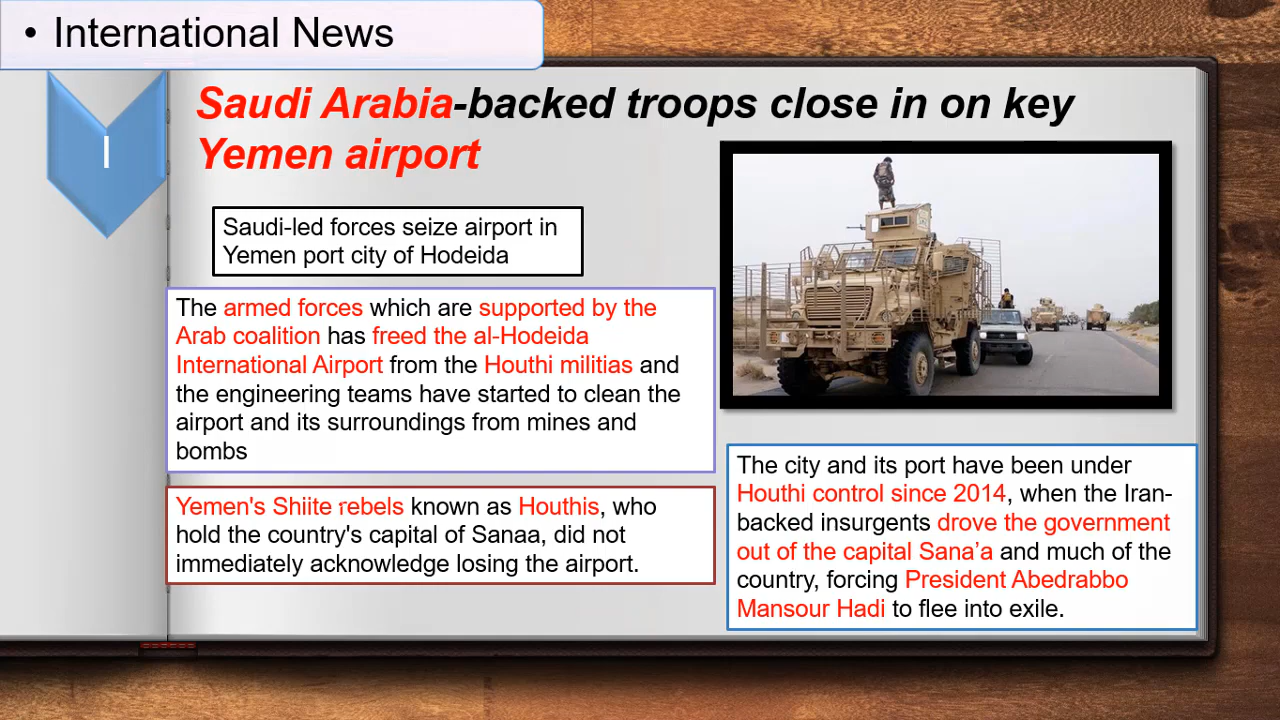 • International News
I
Saudi Arabia-backed troops close in on key
Yemen airport
Saudi-led forces seize airport in
Yemen port city of Hodeida
The armed forces which are supported by the
Arab coalition has freed the al-Hodeida
International Airport from the Houthi militias and
the engineering teams have started to clean the
airport and its surroundings from mines and
bombs
Yemen's Shiite rebels known as Houthis, who
hold the country's capital of Sanaa, did not
immediately acknowledge losing the airport.
The city and its port have been under
Houthi control since 2014, when the Iran-
backed insurgents drove the government
out of the capital Sana’a and much of the
country, forcing President Abedrabbo
Mansour Hadi to flee into exile.